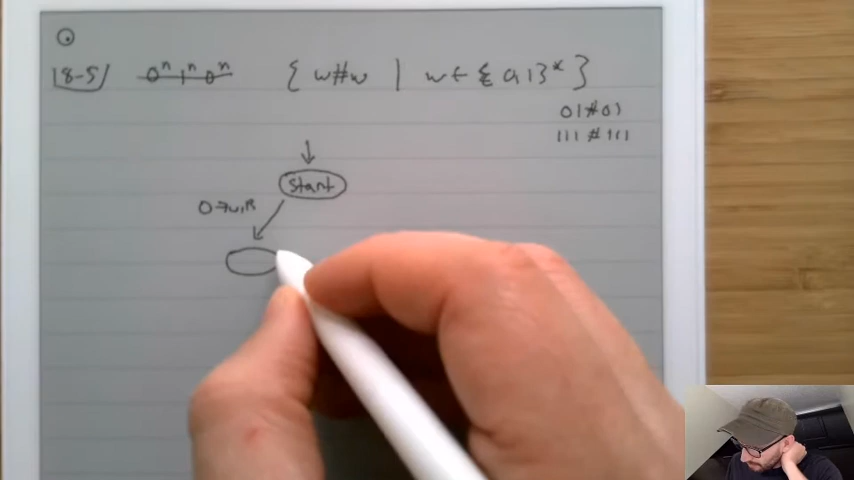 18-5 0ⁿ1ⁿ0ⁿ { w#w | w ∈ {0,1}* }
01#01
111#111
start
0→␣,R